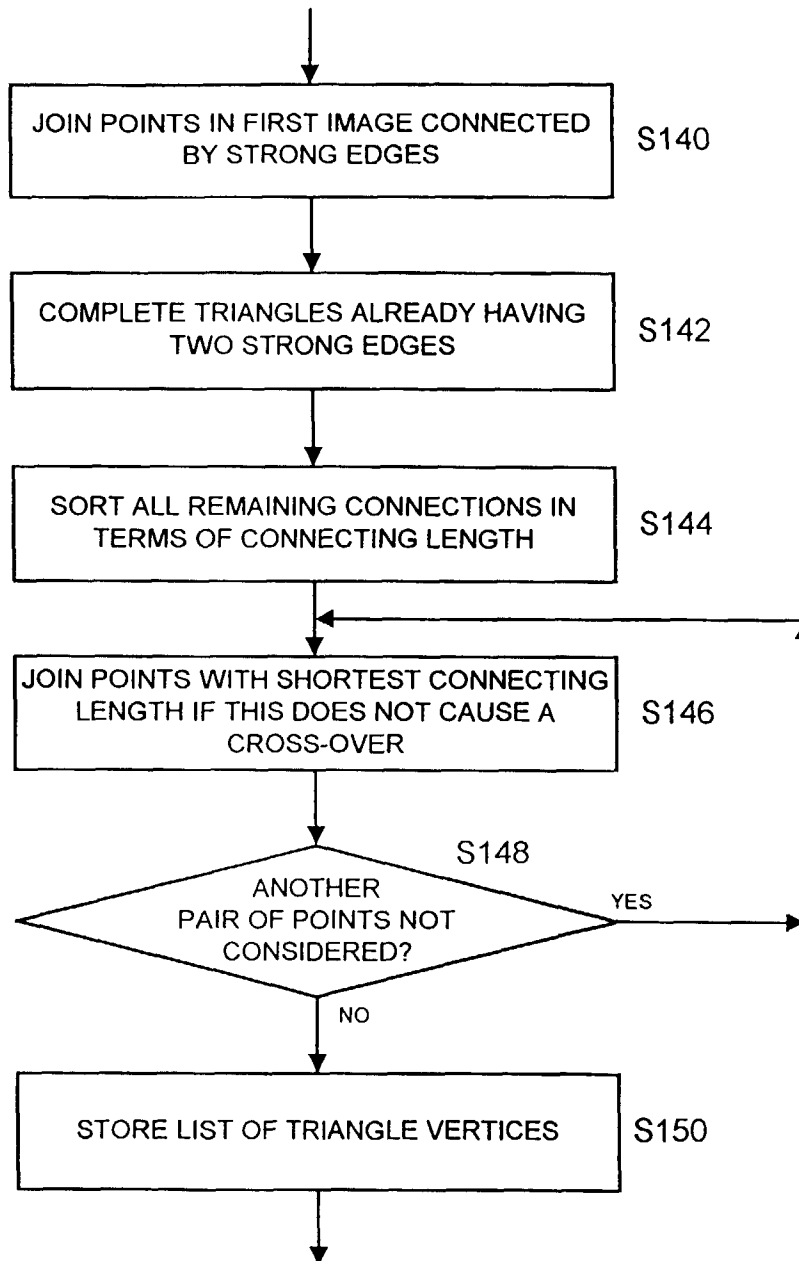 JOIN POINTS IN FIRST IMAGE CONNECTED
BY STRONG EDGES
S140
COMPLETE TRIANGLES ALREADY HAVING
TWO STRONG EDGES
S142
SORT ALL REMAINING CONNECTIONS IN
TERMS OF CONNECTING LENGTH
S144
JOIN POINTS WITH SHORTEST CONNECTING
LENGTH IF THIS DOES NOT CAUSE A
CROSS-OVER
S146
S148
ANOTHER
PAIR OF POINTS NOT
CONSIDERED?
YES
NO
STORE LIST OF TRIANGLE VERTICES
S150